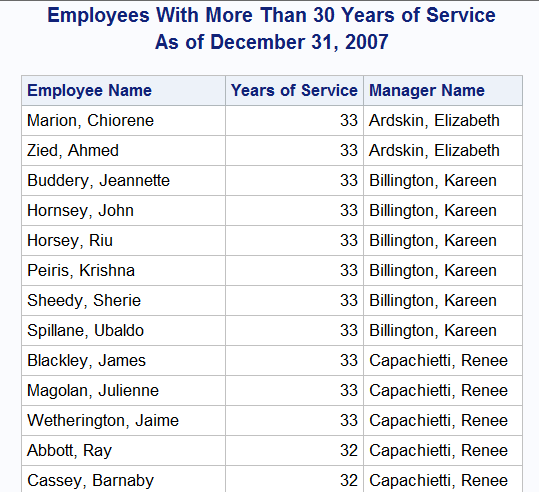 Employees With More Than 30 Years of Service
As of December 31, 2007
Employee Name Years of Service Manager Name
Marion, Chiorene 33 Ardskin, Elizabeth
Zied, Ahmed 33 Ardskin, Elizabeth
Buddery, Jeannette 33 Billington, Kareen
Hornsey, John 33 Billington, Kareen
Horsey, Riu 33 Billington, Kareen
Peiris, Krishna 33 Billington, Kareen
Sheedy, Sherie 33 Billington, Kareen
Spillane, Ubaldo 33 Billington, Kareen
Blackley, James 33 Capachietti, Renee
Magolan, Julienne 33 Capachietti, Renee
Wetherington, Jaime 33 Capachietti, Renee
Abbott, Ray 32 Capachietti, Renee
Cassey, Barnaby 32 Capachietti, Renee